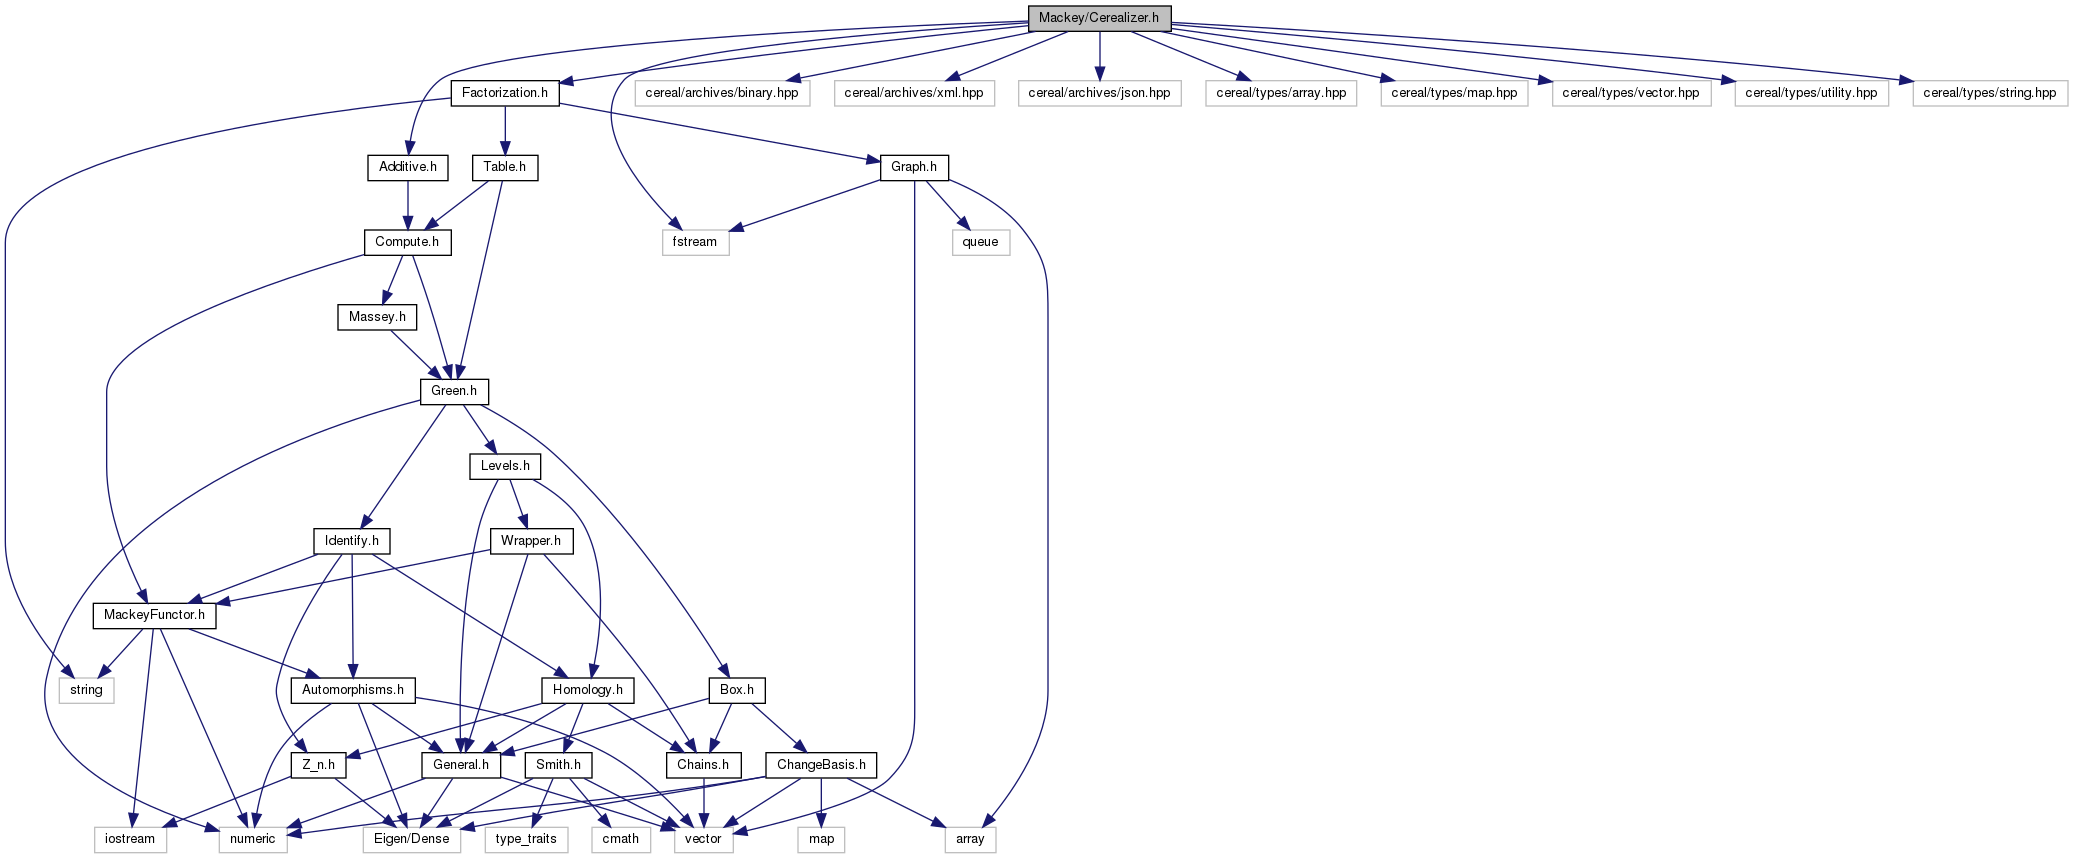 Mackey/Cerealizer.h
Factorization.h
cereal/archives/binary.hpp
cereal/archives/xml.hpp
cereal/archives/json.hpp
cereal/types/array.hpp
cereal/types/map.hpp
cereal/types/vector.hpp
cereal/types/utility.hpp
cereal/types/string.hpp
Additive.h
Table.h
Graph.h
Compute.h
fstream
queue
Massey.h
Green.h
Levels.h
Identify.h
Wrapper.h
MackeyFunctor.h
string
Automorphisms.h
Homology.h
Box.h
Z_n.h
General.h
Smith.h
Chains.h
ChangeBasis.h
iostream
numeric
Eigen/Dense
type_traits
cmath
vector
map
array